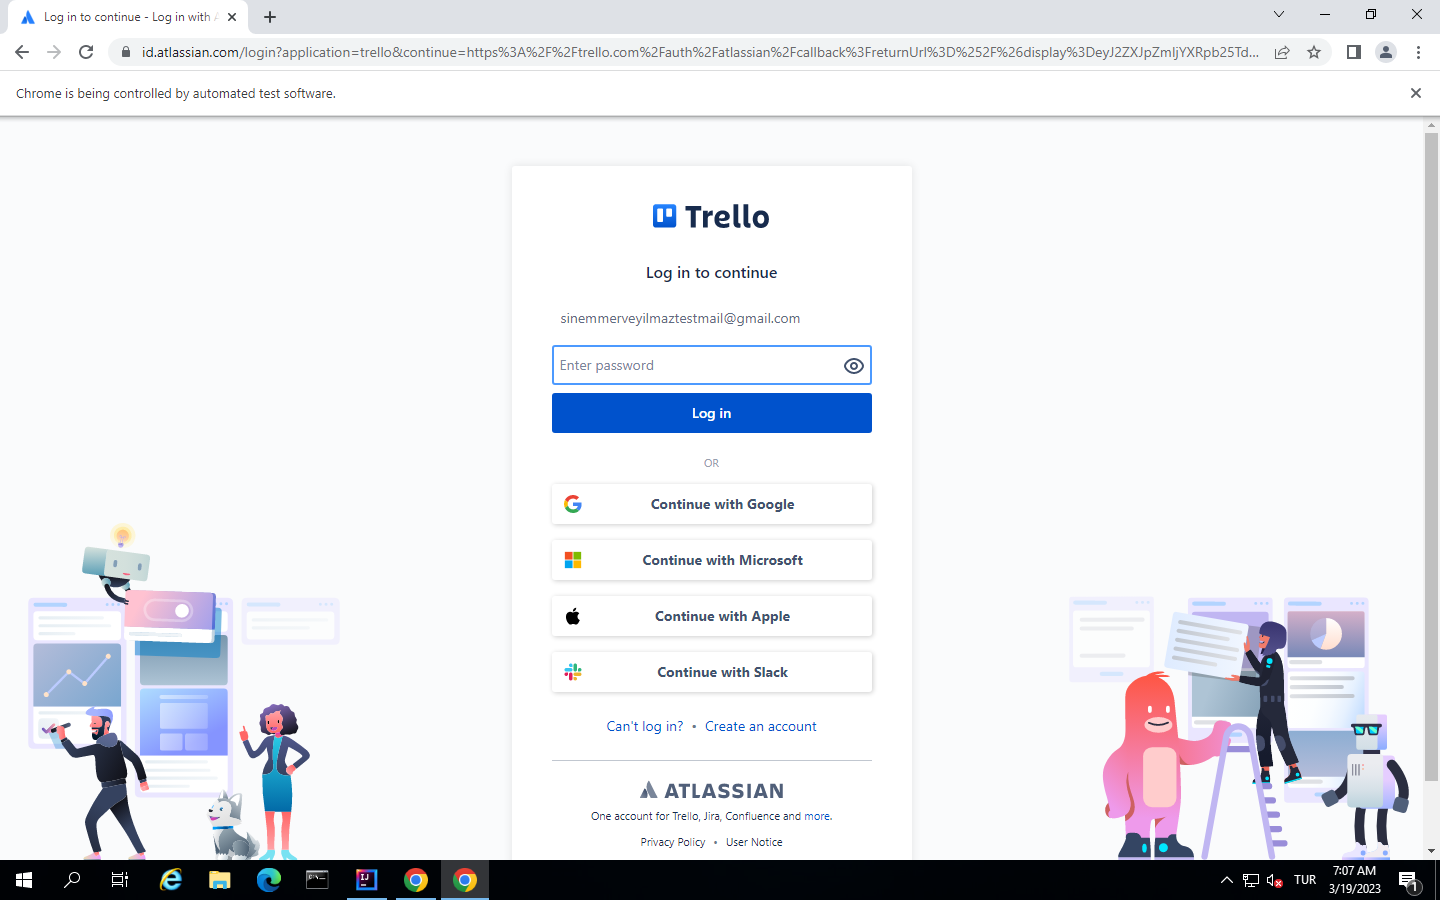 Log in to continue - Log in with
id.atlassian.com/login?application=trello&continue=https%3A%2F%2Ftrello.com%2Fauth%2Fatlassian%2Fcallback%3FreturnUrl%3D%252F%26display%3DeyJ2ZXJpZmljYXRpb25Td...
Chrome is being controlled by automated test software.
Trello
Log in to continue
sinemmerveyilmaztestmail@gmail.com
Enter password
Log in
OR
Continue with Google
Continue with Microsoft
Continue with Apple
Continue with Slack
Can't log in? • Create an account
ATLASSIAN
One account for Trello, Jira, Confluence and more.
Privacy Policy • User Notice
TUR
7:07 AM
3/19/2023
1